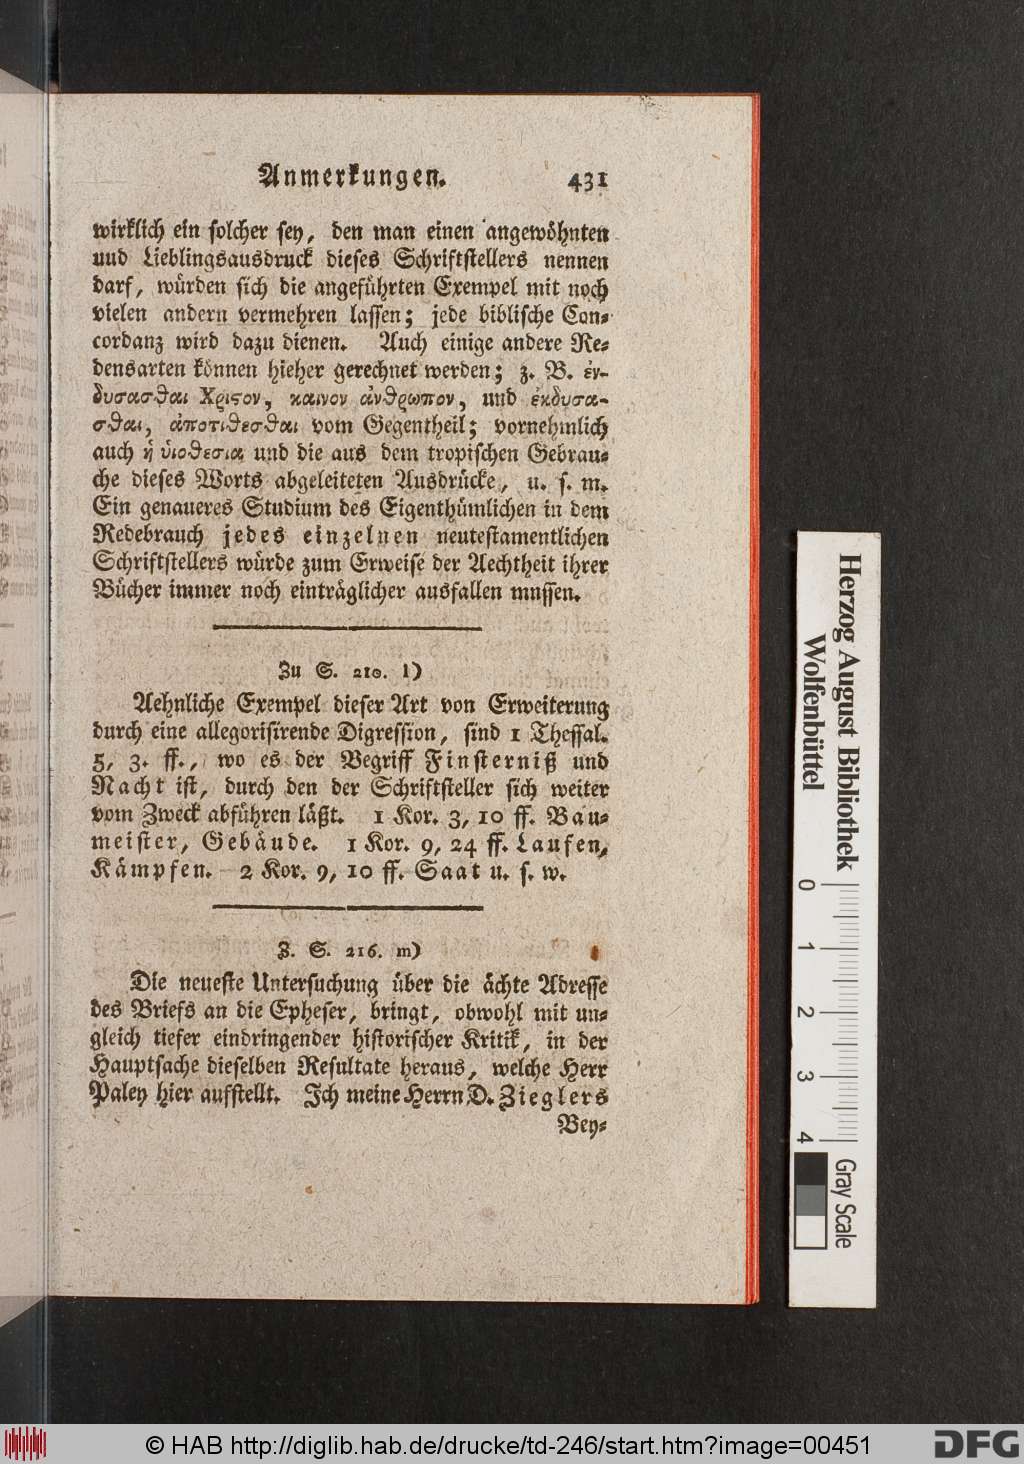 Anmerkungen. 431
wirklich ein solcher sey, den man einen angewöhnten
uud Lieblingsausdruck dieses Schriftstellers nennen
darf, würden sich die angeführten Exempel mit noch
vielen andern vermehren lassen; jede biblische Con-
cordanz wird dazu dienen. Auch einige andere Re-
densarten können hieher gerechnet werden; z. B. ἐν-
δυσασθαι Χριϛον, καινον ἀνθρωπον, und ἐκδυσα-
σθαι, ἀποτιθεσθαι vom Gegentheil; vornehmlich
auch ἡ ὑιοθεσια und die aus dem tropischen Gebrau-
che dieses Worts abgeleiteten Ausdrücke, u. s. w.
Ein genaueres Studium des Eigenthümlichen in dem
Redebrauch jedes einzelnen neutestamentlichen
Schriftstellers würde zum Erweise der Aechtheit ihrer
Bücher immer noch einträglicher ausfallen mussen.
Zu S. 210. l)
Aehnliche Exempel dieser Art von Erweiterung
durch eine allegorisirende Digression, sind 1 Thessal.
5, 3. ff., wo es der Begriff Finsterniß und
Nacht ist, durch den der Schriftsteller sich weiter
vom Zweck abführen läßt. 1 Kor. 3, 10 ff. Bau-
meister, Gebäude. 1 Kor. 9, 24 ff. Laufen,
Kämpfen. 2 Kor. 9, 10 ff. Saat u. s. w.
Z. S. 216. m)
Die neueste Untersuchung über die ächte Adresse
des Briefs an die Epheser, bringt, obwohl mit un-
gleich tiefer eindringender historischer Kritik, in der
Hauptsache dieselben Resultate heraus, welche Herr
Paley hier aufstellt. Ich meine Herrn D. Zieglers
Bey-
Herzog August Bibliothek
Wolfenbüttel
0 1 2 3 4
Gray Scale
© HAB http://diglib.hab.de/drucke/td-246/start.htm?image=00451
DFG